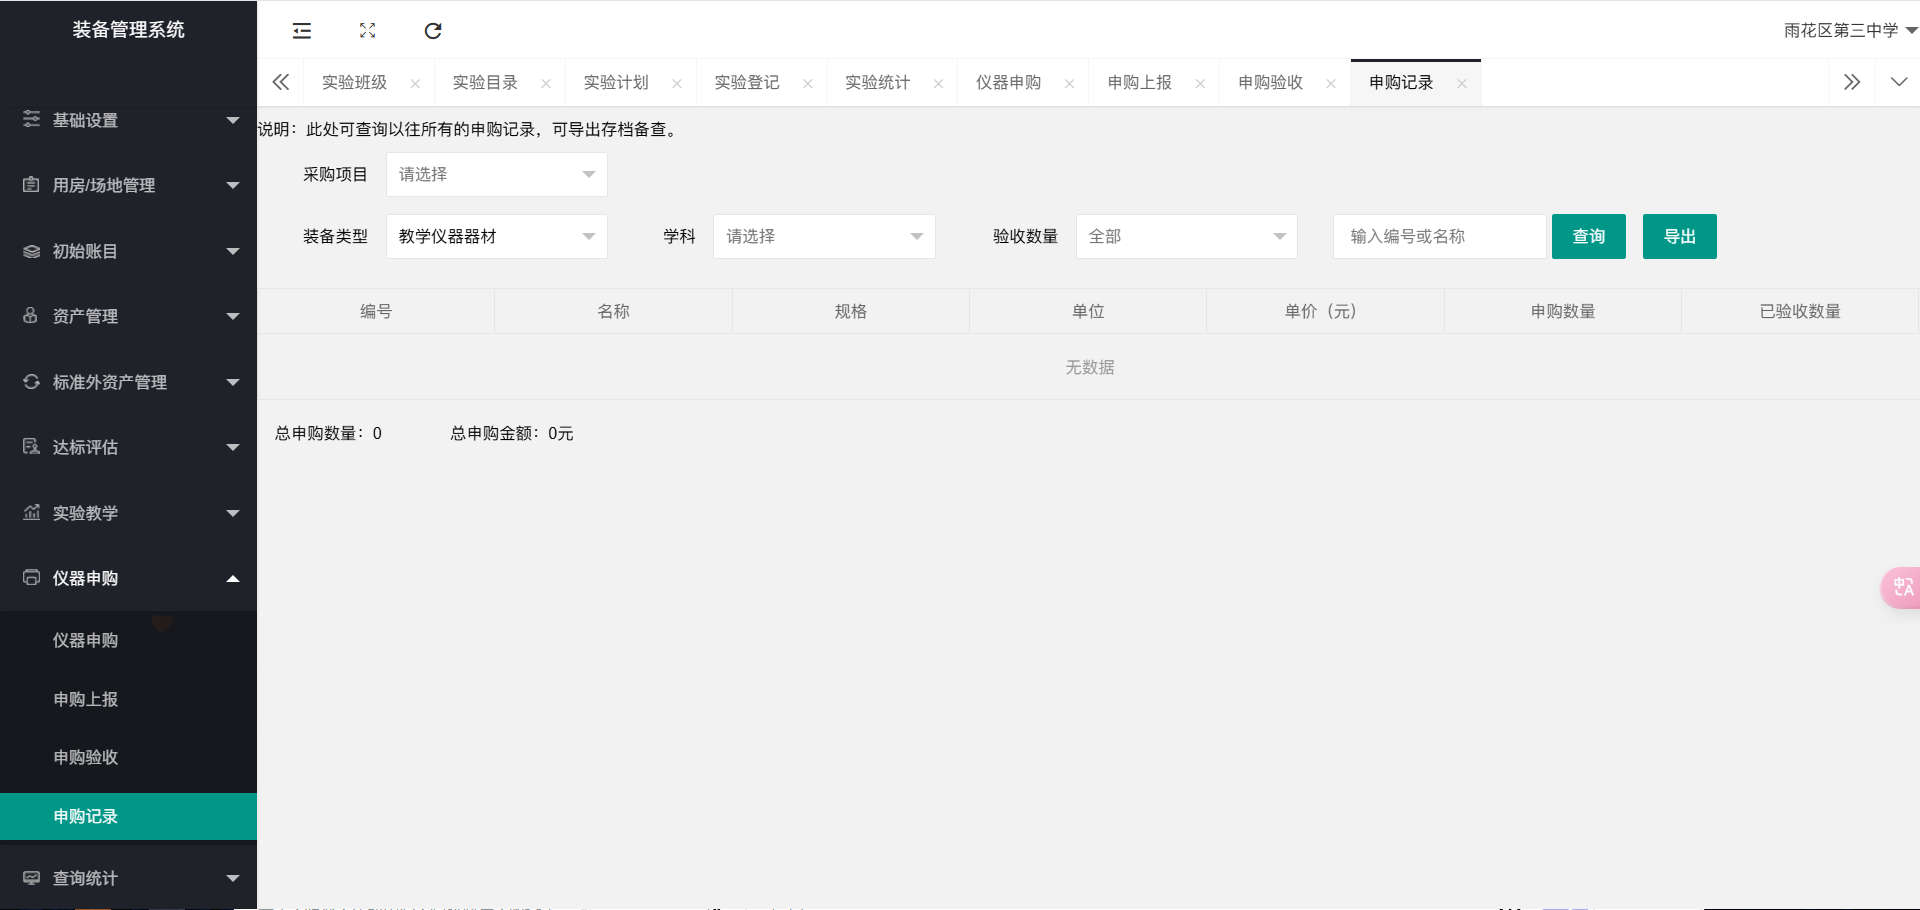 装备管理系统
雨花区第三中学
实验班级
实验目录
实验计划
实验登记
实验统计
仪器申购
申购上报
申购验收
申购记录
基础设置
用房/场地管理
初始账目
资产管理
标准外资产管理
达标评估
实验教学
仪器申购
仪器申购
申购上报
申购验收
申购记录
查询统计
说明：此处可查询以往所有的申购记录，可导出存档备查。
采购项目 请选择
装备类型 教学仪器器材 学科 请选择 验收数量 全部 输入编号或名称 查询 导出
编号 名称 规格 单位 单价（元） 申购数量 已验收数量
无数据
总申购数量：0 总申购金额：0元
中A